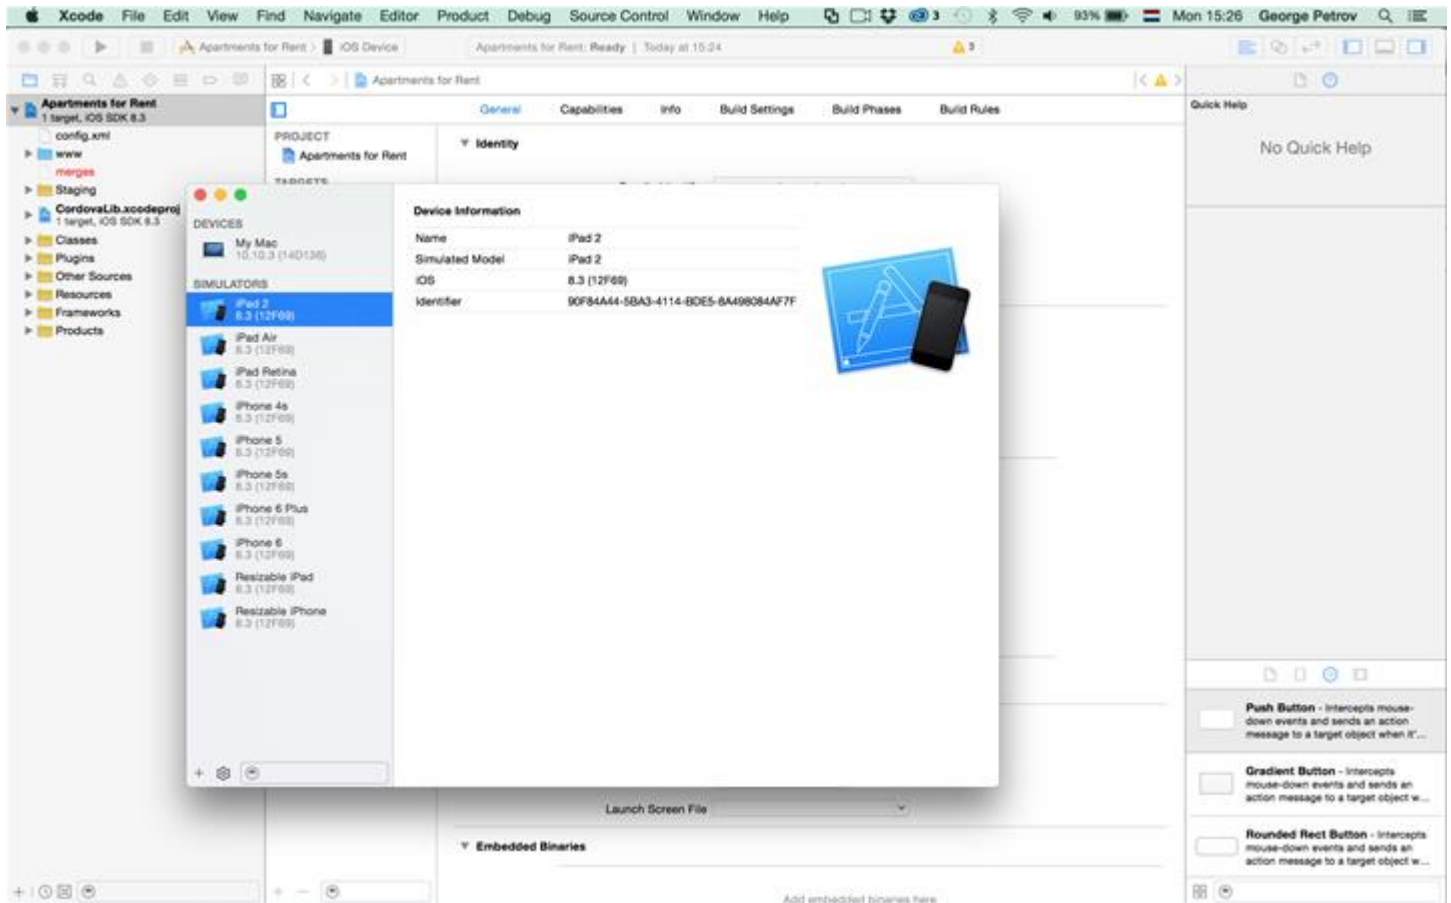 Xcode File Edit View Find Navigate Editor Product Debug Source Control Window Help 3 93% Mon 15:26 George Petrov
Apartments for Rent iOS Device
Apartments for Rent: Ready | Today at 15:24
3
Apartments for Rent
Apartments for Rent
1 target, iOS SDK 8.3
config.xml
www
merges
Staging
CordovaLib.xcodeproj
1 target, iOS SDK 8.3
Classes
Plugins
Other Sources
Resources
Frameworks
Products
General Capabilities Info Build Settings Build Phases Build Rules
PROJECT
Apartments for Rent
TARGETS
Identity
DEVICES
My Mac
10.10.3 (14D136)
SIMULATORS
iPad 2
8.3 (12F69)
iPad Air
8.3 (12F69)
iPad Retina
8.3 (12F69)
iPhone 4s
8.3 (12F69)
iPhone 5
8.3 (12F69)
iPhone 5s
8.3 (12F69)
iPhone 6 Plus
8.3 (12F69)
iPhone 6
8.3 (12F69)
Resizable iPad
8.3 (12F69)
Resizable iPhone
8.3 (12F69)
Device Information
Name iPad 2
Simulated Model iPad 2
iOS 8.3 (12F69)
Identifier 90F84A44-5BA3-4114-BDE5-8A498084AF7F
Launch Screen File
Embedded Binaries
Add embedded binaries here
Quick Help
No Quick Help
Push Button - Intercepts mouse-
down events and sends an action
message to a target object when it'...
Gradient Button - Intercepts
mouse-down events and sends an
action message to a target object w...
Rounded Rect Button - Intercepts
mouse-down events and sends an
action message to a target object w...